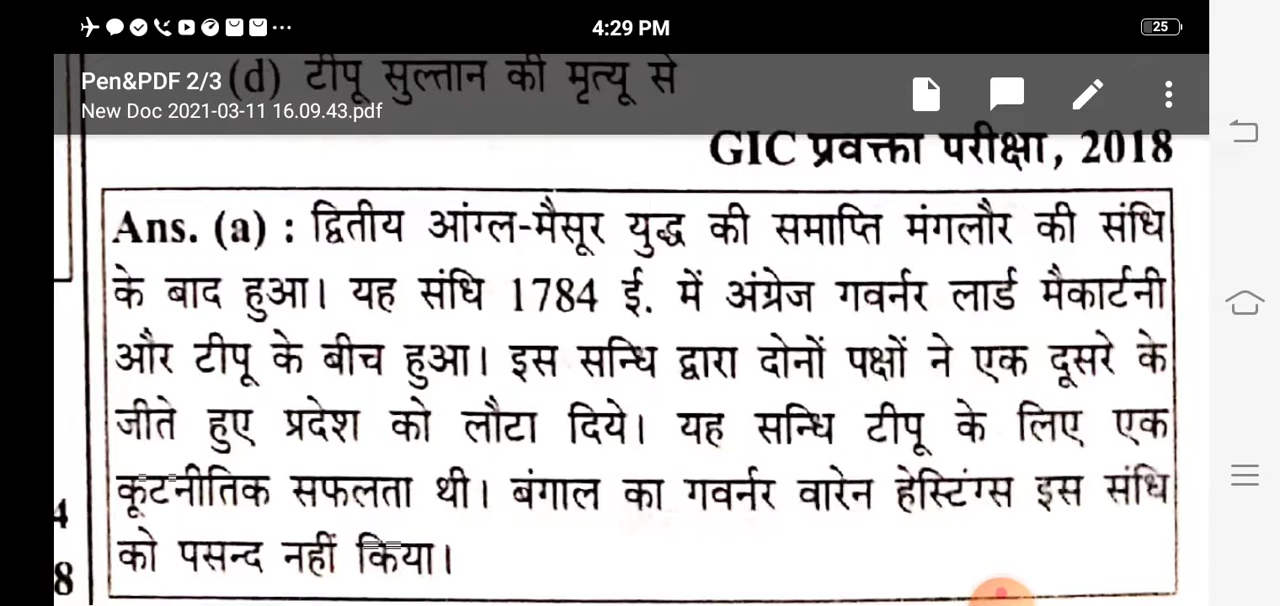 4:29 PM
25
Pen&PDF 2/3
(d) टीपू सुल्तान की मृत्यू से
New Doc 2021-03-11 16.09.43.pdf
GIC प्रवक्ता परीक्षा, 2018
Ans. (a) : द्वितीय आंग्ल-मैसूर युद्ध की समाप्ति मंगलौर की संधि
के बाद हुआ। यह संधि 1784 ई. में अंग्रेज गवर्नर लार्ड मैकार्टनी
और टीपू के बीच हुआ। इस सन्धि द्वारा दोनों पक्षों ने एक दूसरे के
जीते हुए प्रदेश को लौटा दिये। यह सन्धि टीपू के लिए एक
कूटनीतिक सफलता थी। बंगाल का गवर्नर वारेन हेस्टिंग्स इस संधि
को पसन्द नहीं किया।
4
8